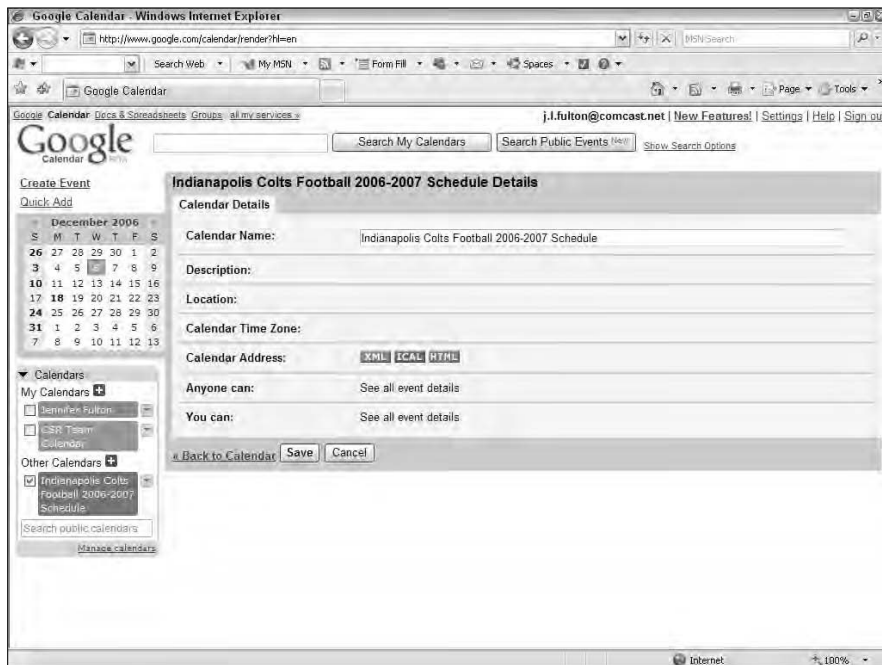 Google Calendar - Windows Internet Explorer
http://www.google.com/calendar/render?hl=en
MSN Search
Search Web My MSN Form Fill Spaces
Google Calendar Page Tools
Google Calendar Docs & Spreadsheets Groups all my services »
j.l.fulton@comcast.net | New Features! | Settings | Help | Sign ou
Google
Calendar BETA
Search My Calendars Search Public Events New! Show Search Options
Create Event
Quick Add
December 2006
S M T W T F S
26 27 28 29 30 1 2
3 4 5 6 7 8 9
10 11 12 13 14 15 16
17 18 19 20 21 22 23
24 25 26 27 28 29 30
31 1 2 3 4 5 6
7 8 9 10 11 12 13
Calendars
My Calendars
Jennifer Fulton
CSR Team
Calendar
Other Calendars
Indianapolis Colts
Football 2006-2007
Schedule
Search public calendars
Manage calendars
Indianapolis Colts Football 2006-2007 Schedule Details
Calendar Details
Calendar Name: Indianapolis Colts Football 2006-2007 Schedule
Description:
Location:
Calendar Time Zone:
Calendar Address: XML ICAL HTML
Anyone can: See all event details
You can: See all event details
« Back to Calendar Save Cancel
Internet 100%